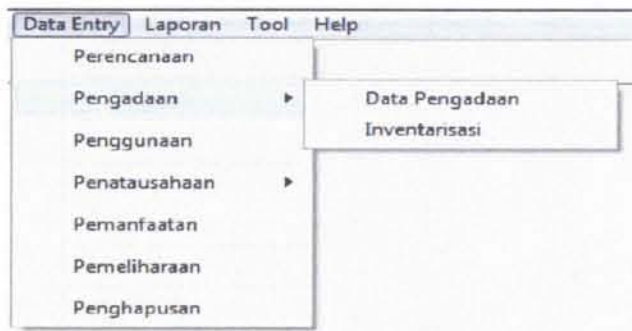 Data Entry Laporan Tool Help
Perencanaan
Pengadaan
Data Pengadaan
Inventarisasi
Penggunaan
Penatausahaan
Pemanfaatan
Pemeliharaan
Penghapusan